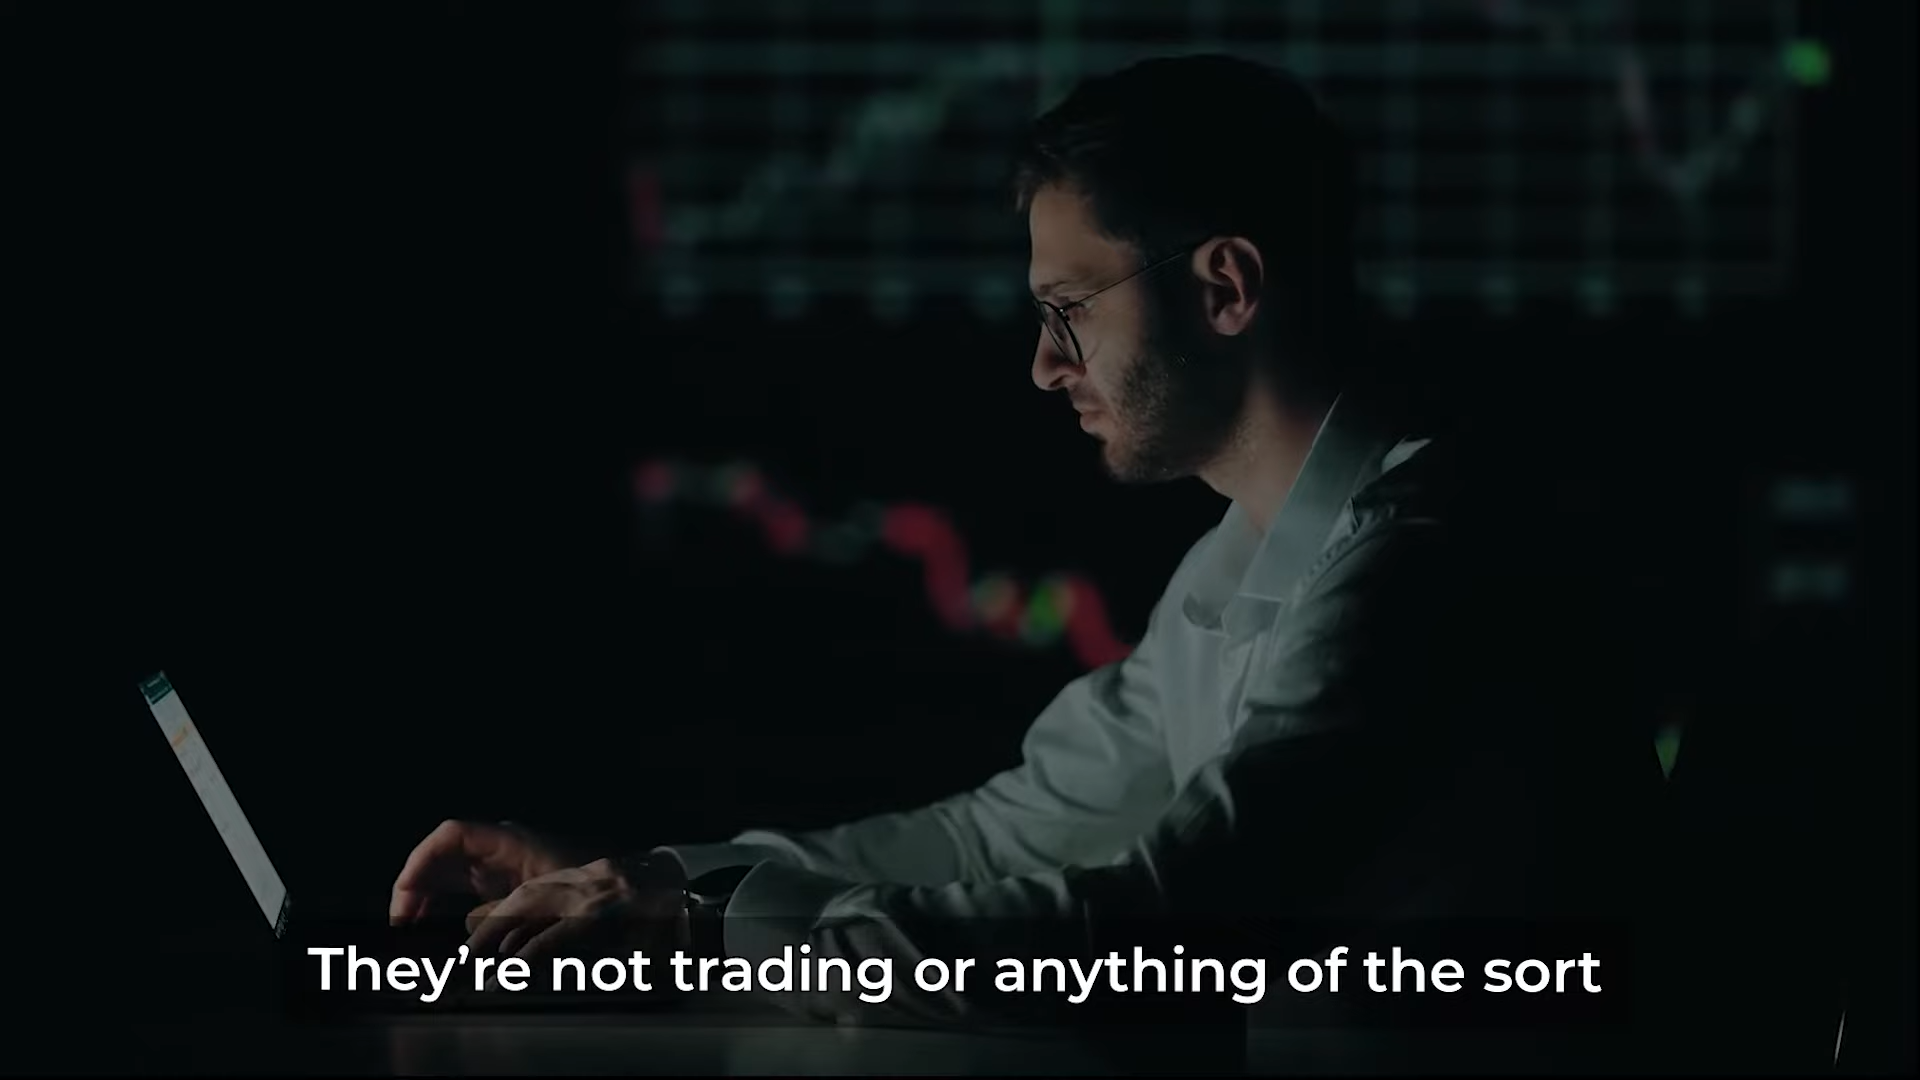 They’re not trading or anything of the sort